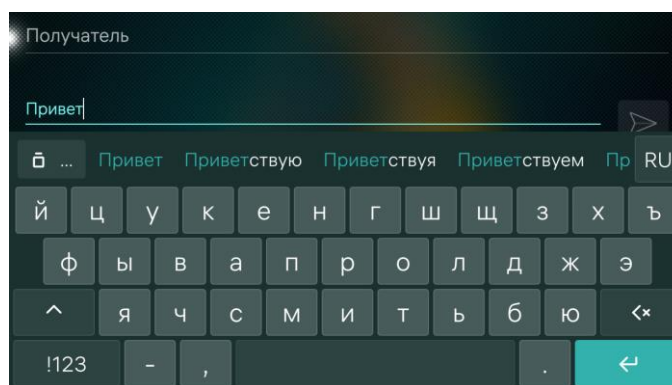 Получатель
Привет
... Привет Приветствую Приветствуя Приветствуем Пр RU
й ц у к е н г ш щ з х ъ
ф ы в а п р о л д ж э
я ч с м и т ь б ю
!123 - , .